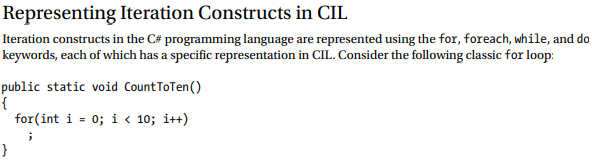 Representing Iteration Constructs in CIL
Iteration constructs in the C# programming language are represented using the for, foreach, while, and do
keywords, each of which has a specific representation in CIL. Consider the following classic for loop:
public static void CountToTen()
{
  for(int i = 0; i < 10; i++)
    ;
}